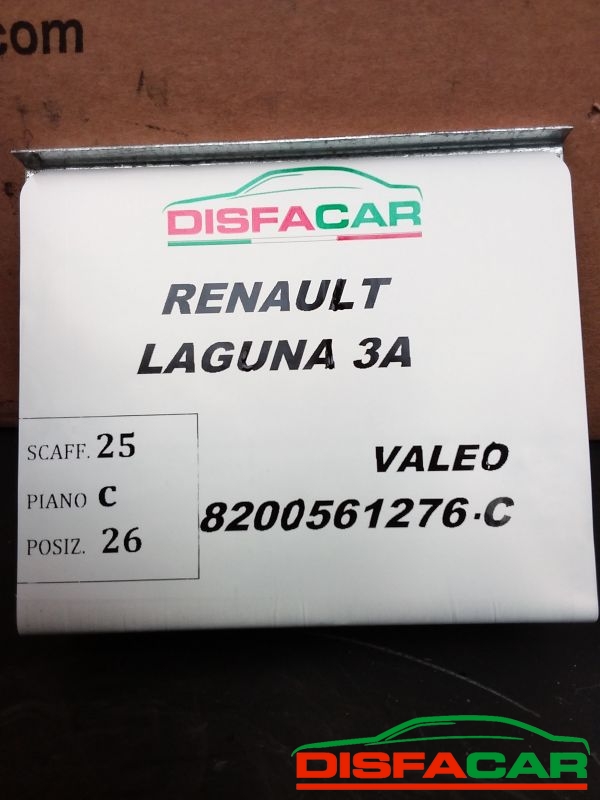 .com
DISFACAR
RENAULT
LAGUNA 3A
SCAFF. 25
PIANO C
POSIZ. 26
VALEO
8200561276.C
DISFACAR